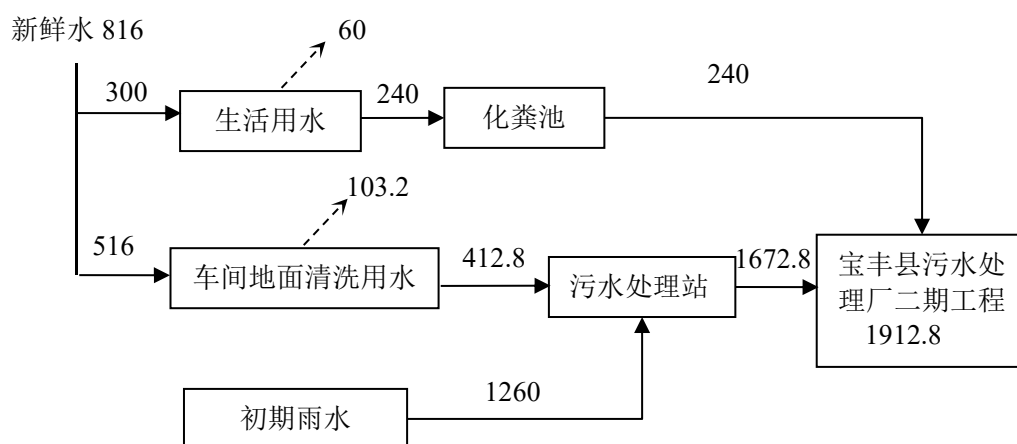 新鲜水 816
60
300
生活用水
240
化粪池
240
103.2
516
车间地面清洗用水
412.8
污水处理站
1672.8
宝丰县污水处
理厂二期工程
1912.8
1260
初期雨水